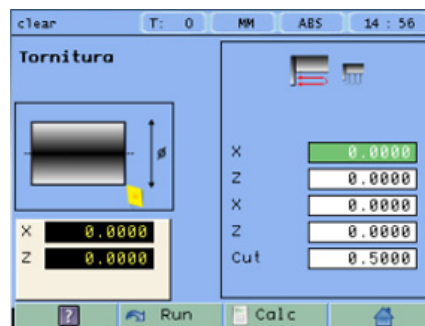 clear T: 0 MM ABS 14 : 56
Tornitura
ø
X 0.0000
Z 0.0000
X 0.0000
Z 0.0000
Cut 0.5000
X 0.0000
Z 0.0000
? Run Calc